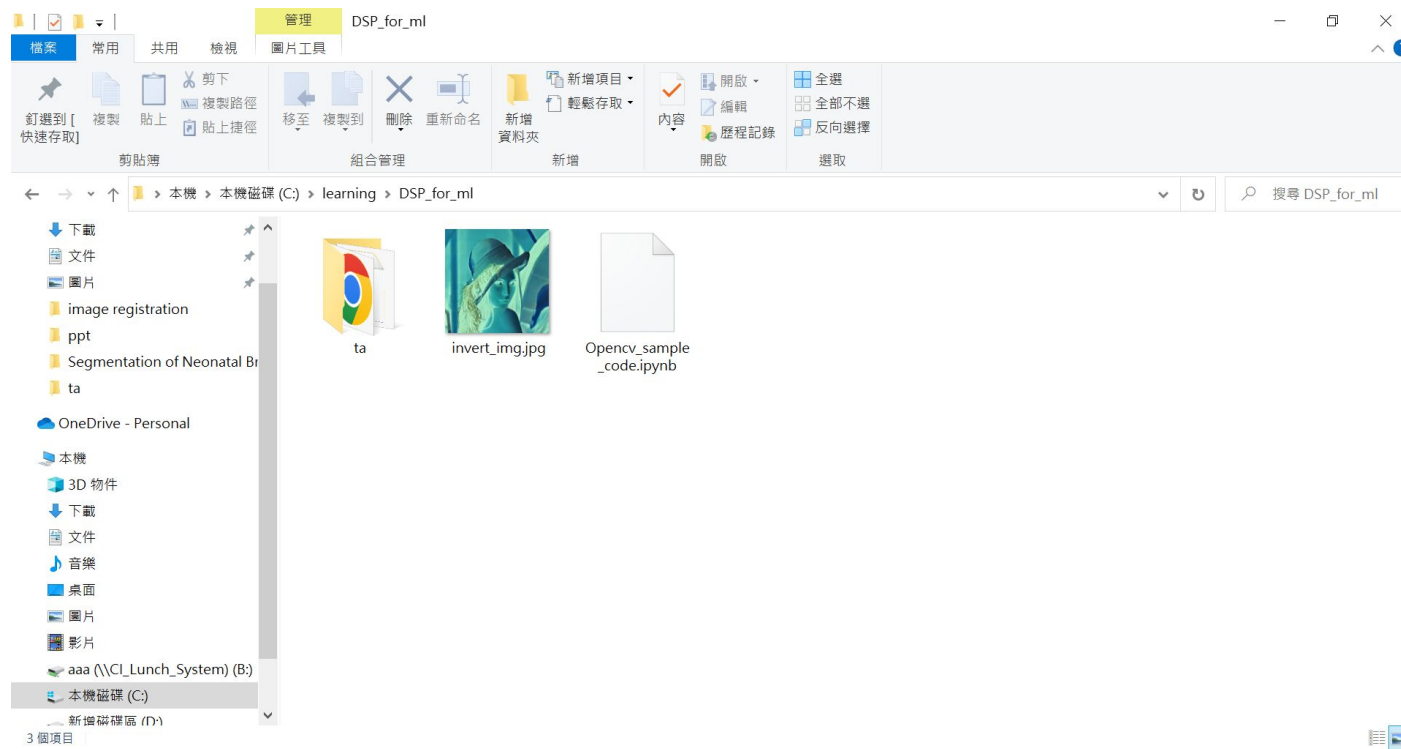 管理 DSP_for_ml
檔案 常用 共用 檢視 圖片工具
釘選到 [
快速存取]
複製
貼上
剪下
複製路徑
貼上捷徑
移至
複製到
刪除
重新命名
新增
資料夾
新增項目
輕鬆存取
內容
開啟
編輯
歷程記錄
全選
全部不選
反向選擇
剪貼簿 組合管理 新增 開啟 選取
本機 本機磁碟 (C:) learning DSP_for_ml
搜尋 DSP_for_ml
下載
文件
圖片
image registration
ppt
Segmentation of Neonatal Br
ta
OneDrive - Personal
本機
3D 物件
下載
文件
音樂
桌面
圖片
影片
aaa (\\CI_Lunch_System) (B:)
本機磁碟 (C:)
新增磁碟區 (D:)
ta
invert_img.jpg
Opencv_sample
_code.ipynb
3 個項目